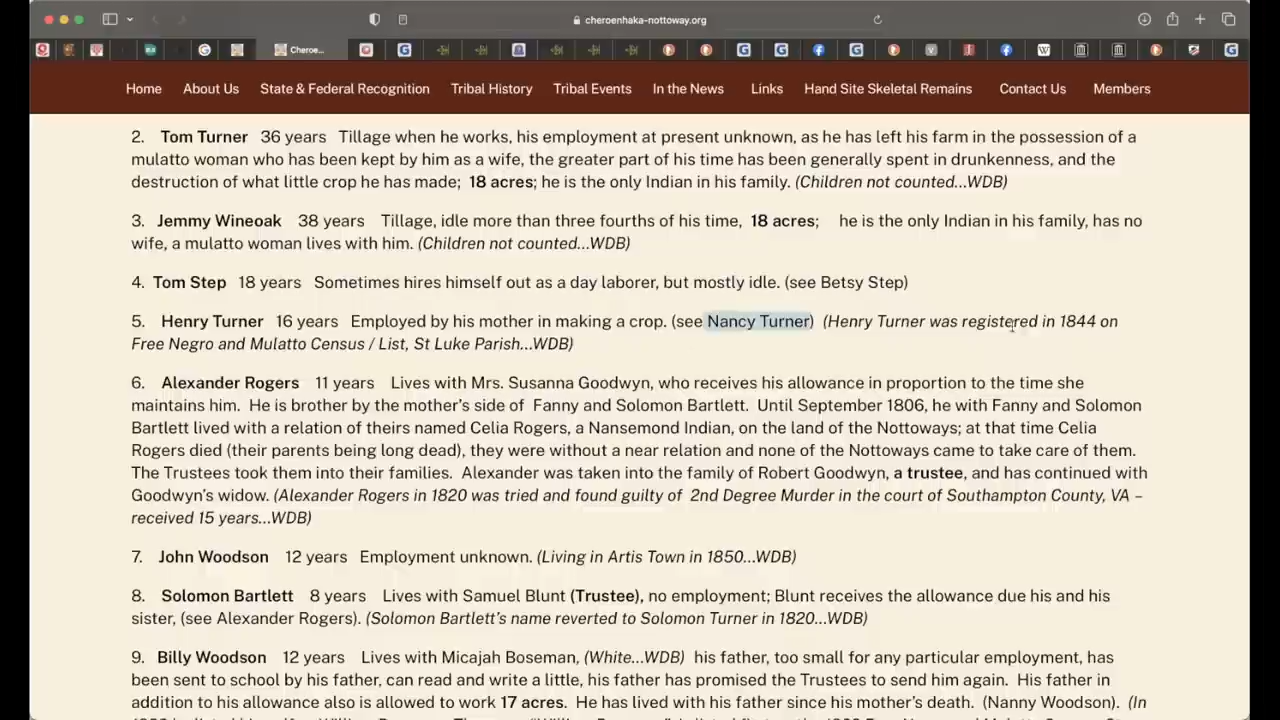 cheroenhaka-nottoway.org
Cheroe...
Home About Us State & Federal Recognition Tribal History Tribal Events In the News Links Hand Site Skeletal Remains Contact Us Members
2. Tom Turner 36 years Tillage when he works, his employment at present unknown, as he has left his farm in the possession of a
mulatto woman who has been kept by him as a wife, the greater part of his time has been generally spent in drunkenness, and the
destruction of what little crop he has made; 18 acres; he is the only Indian in his family. (Children not counted…WDB)
3. Jemmy Wineoak 38 years Tillage, idle more than three fourths of his time, 18 acres; he is the only Indian in his family, has no
wife, a mulatto woman lives with him. (Children not counted…WDB)
4. Tom Step 18 years Sometimes hires himself out as a day laborer, but mostly idle. (see Betsy Step)
5. Henry Turner 16 years Employed by his mother in making a crop. (see Nancy Turner) (Henry Turner was registered in 1844 on
Free Negro and Mulatto Census / List, St Luke Parish…WDB)
6. Alexander Rogers 11 years Lives with Mrs. Susanna Goodwyn, who receives his allowance in proportion to the time she
maintains him. He is brother by the mother's side of Fanny and Solomon Bartlett. Until September 1806, he with Fanny and Solomon
Bartlett lived with a relation of theirs named Celia Rogers, a Nansemond Indian, on the land of the Nottoways; at that time Celia
Rogers died (their parents being long dead), they were without a near relation and none of the Nottoways came to take care of them.
The Trustees took them into their families. Alexander was taken into the family of Robert Goodwyn, a trustee, and has continued with
Goodwyn's widow. (Alexander Rogers in 1820 was tried and found guilty of 2nd Degree Murder in the court of Southampton County, VA –
received 15 years…WDB)
7. John Woodson 12 years Employment unknown. (Living in Artis Town in 1850…WDB)
8. Solomon Bartlett 8 years Lives with Samuel Blunt (Trustee), no employment; Blunt receives the allowance due his and his
sister, (see Alexander Rogers). (Solomon Bartlett's name reverted to Solomon Turner in 1820…WDB)
9. Billy Woodson 12 years Lives with Micajah Boseman, (White…WDB) his father, too small for any particular employment, has
been sent to school by his father, can read and write a little, his father has promised the Trustees to send him again. His father in
addition to his allowance also is allowed to work 17 acres. He has lived with his father since his mother's death. (Nanny Woodson). (In